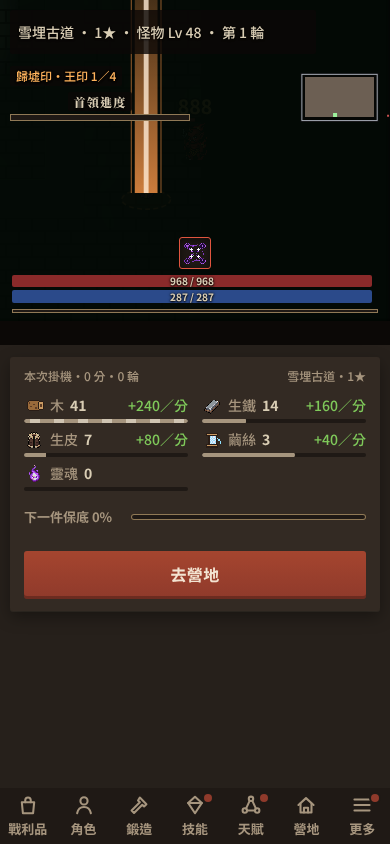 雪埋古道 • 1★ • 怪物 Lv 48 • 第 1 輪
歸墟印・王印 1／4
首領進度
888
968 / 968
287 / 287
本次掛機・0 分・0 輪
雪埋古道・1★
木 41 +240／分
生鐵 14 +160／分
生皮 7 +80／分
繭絲 3 +40／分
靈魂 0
下一件保底 0%
去營地
戰利品 角色 鍛造 技能 天賦 營地 更多